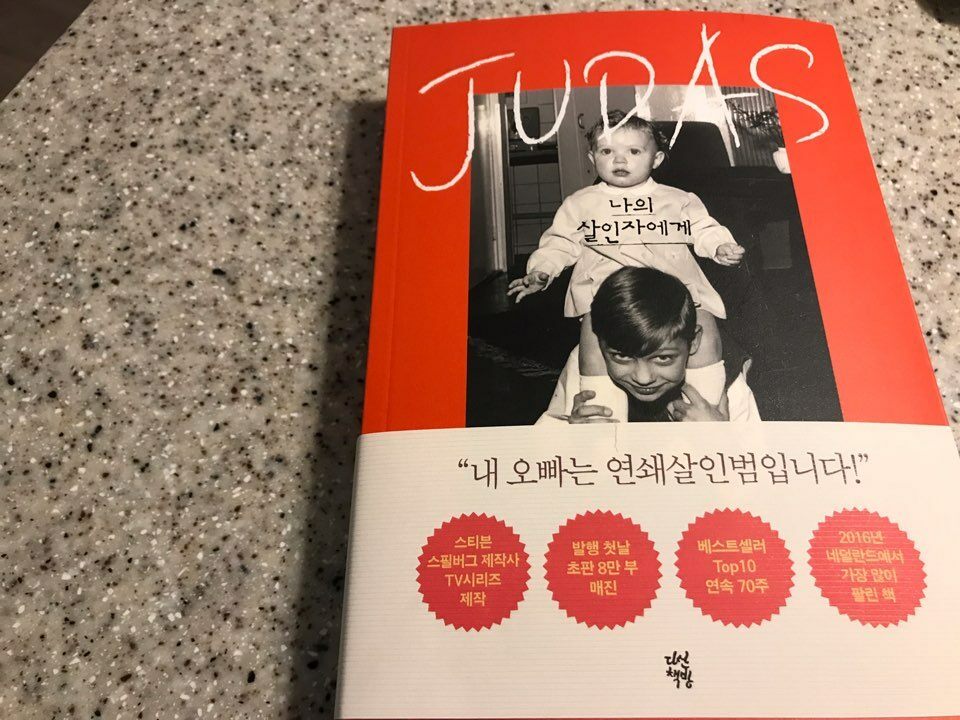 JUDAS
나의
살인자에게
“내 오빠는 연쇄살인범입니다!”
스티븐
스필버그 제작사
TV시리즈
제작
발행 첫날
초판 8만 부
매진
베스트셀러
Top10
연속 70주
2016년
네덜란드에서
가장 많이
팔린 책
다산
책방